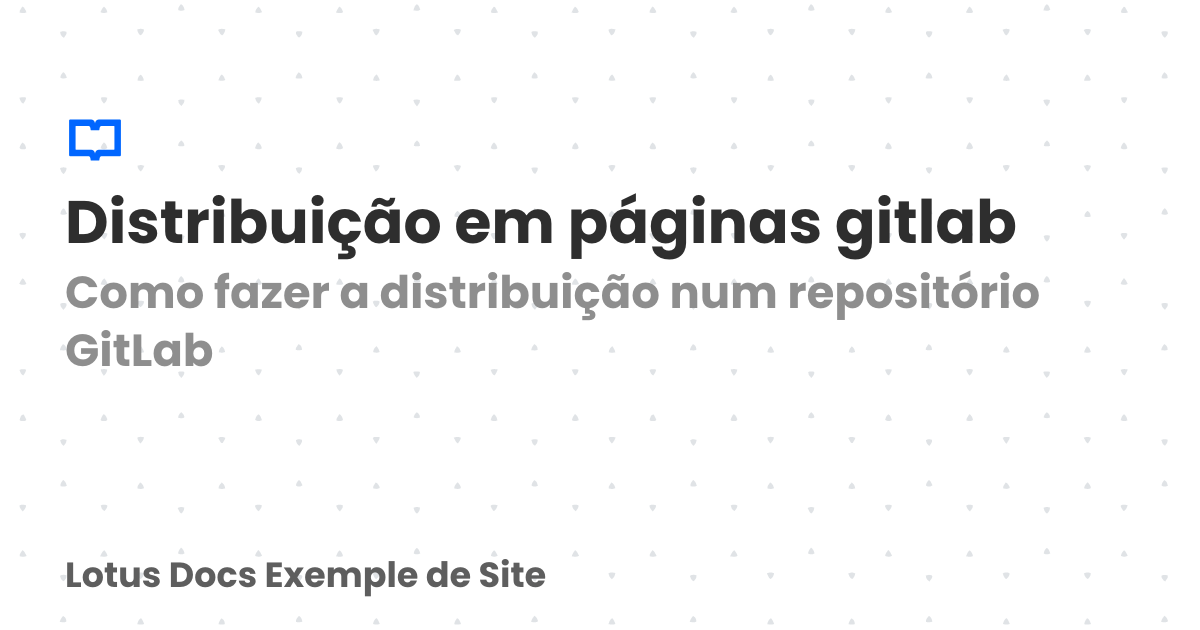 Distribuição em páginas gitlab
Como fazer a distribuição num repositório
GitLab
Lotus Docs Exemple de Site